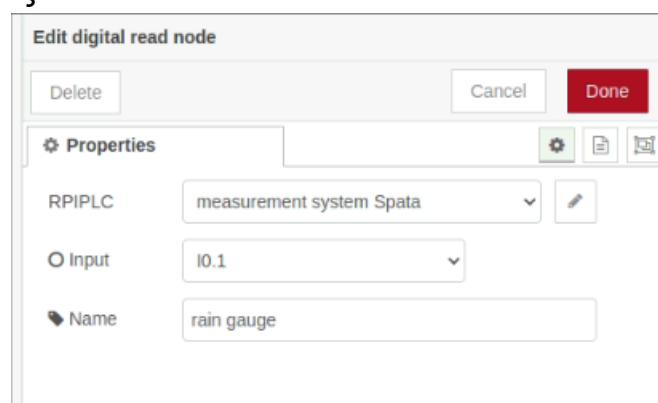 Edit digital read node
Delete Cancel Done
Properties
RPIPLC measurement system Spata
Input I0.1
Name rain gauge